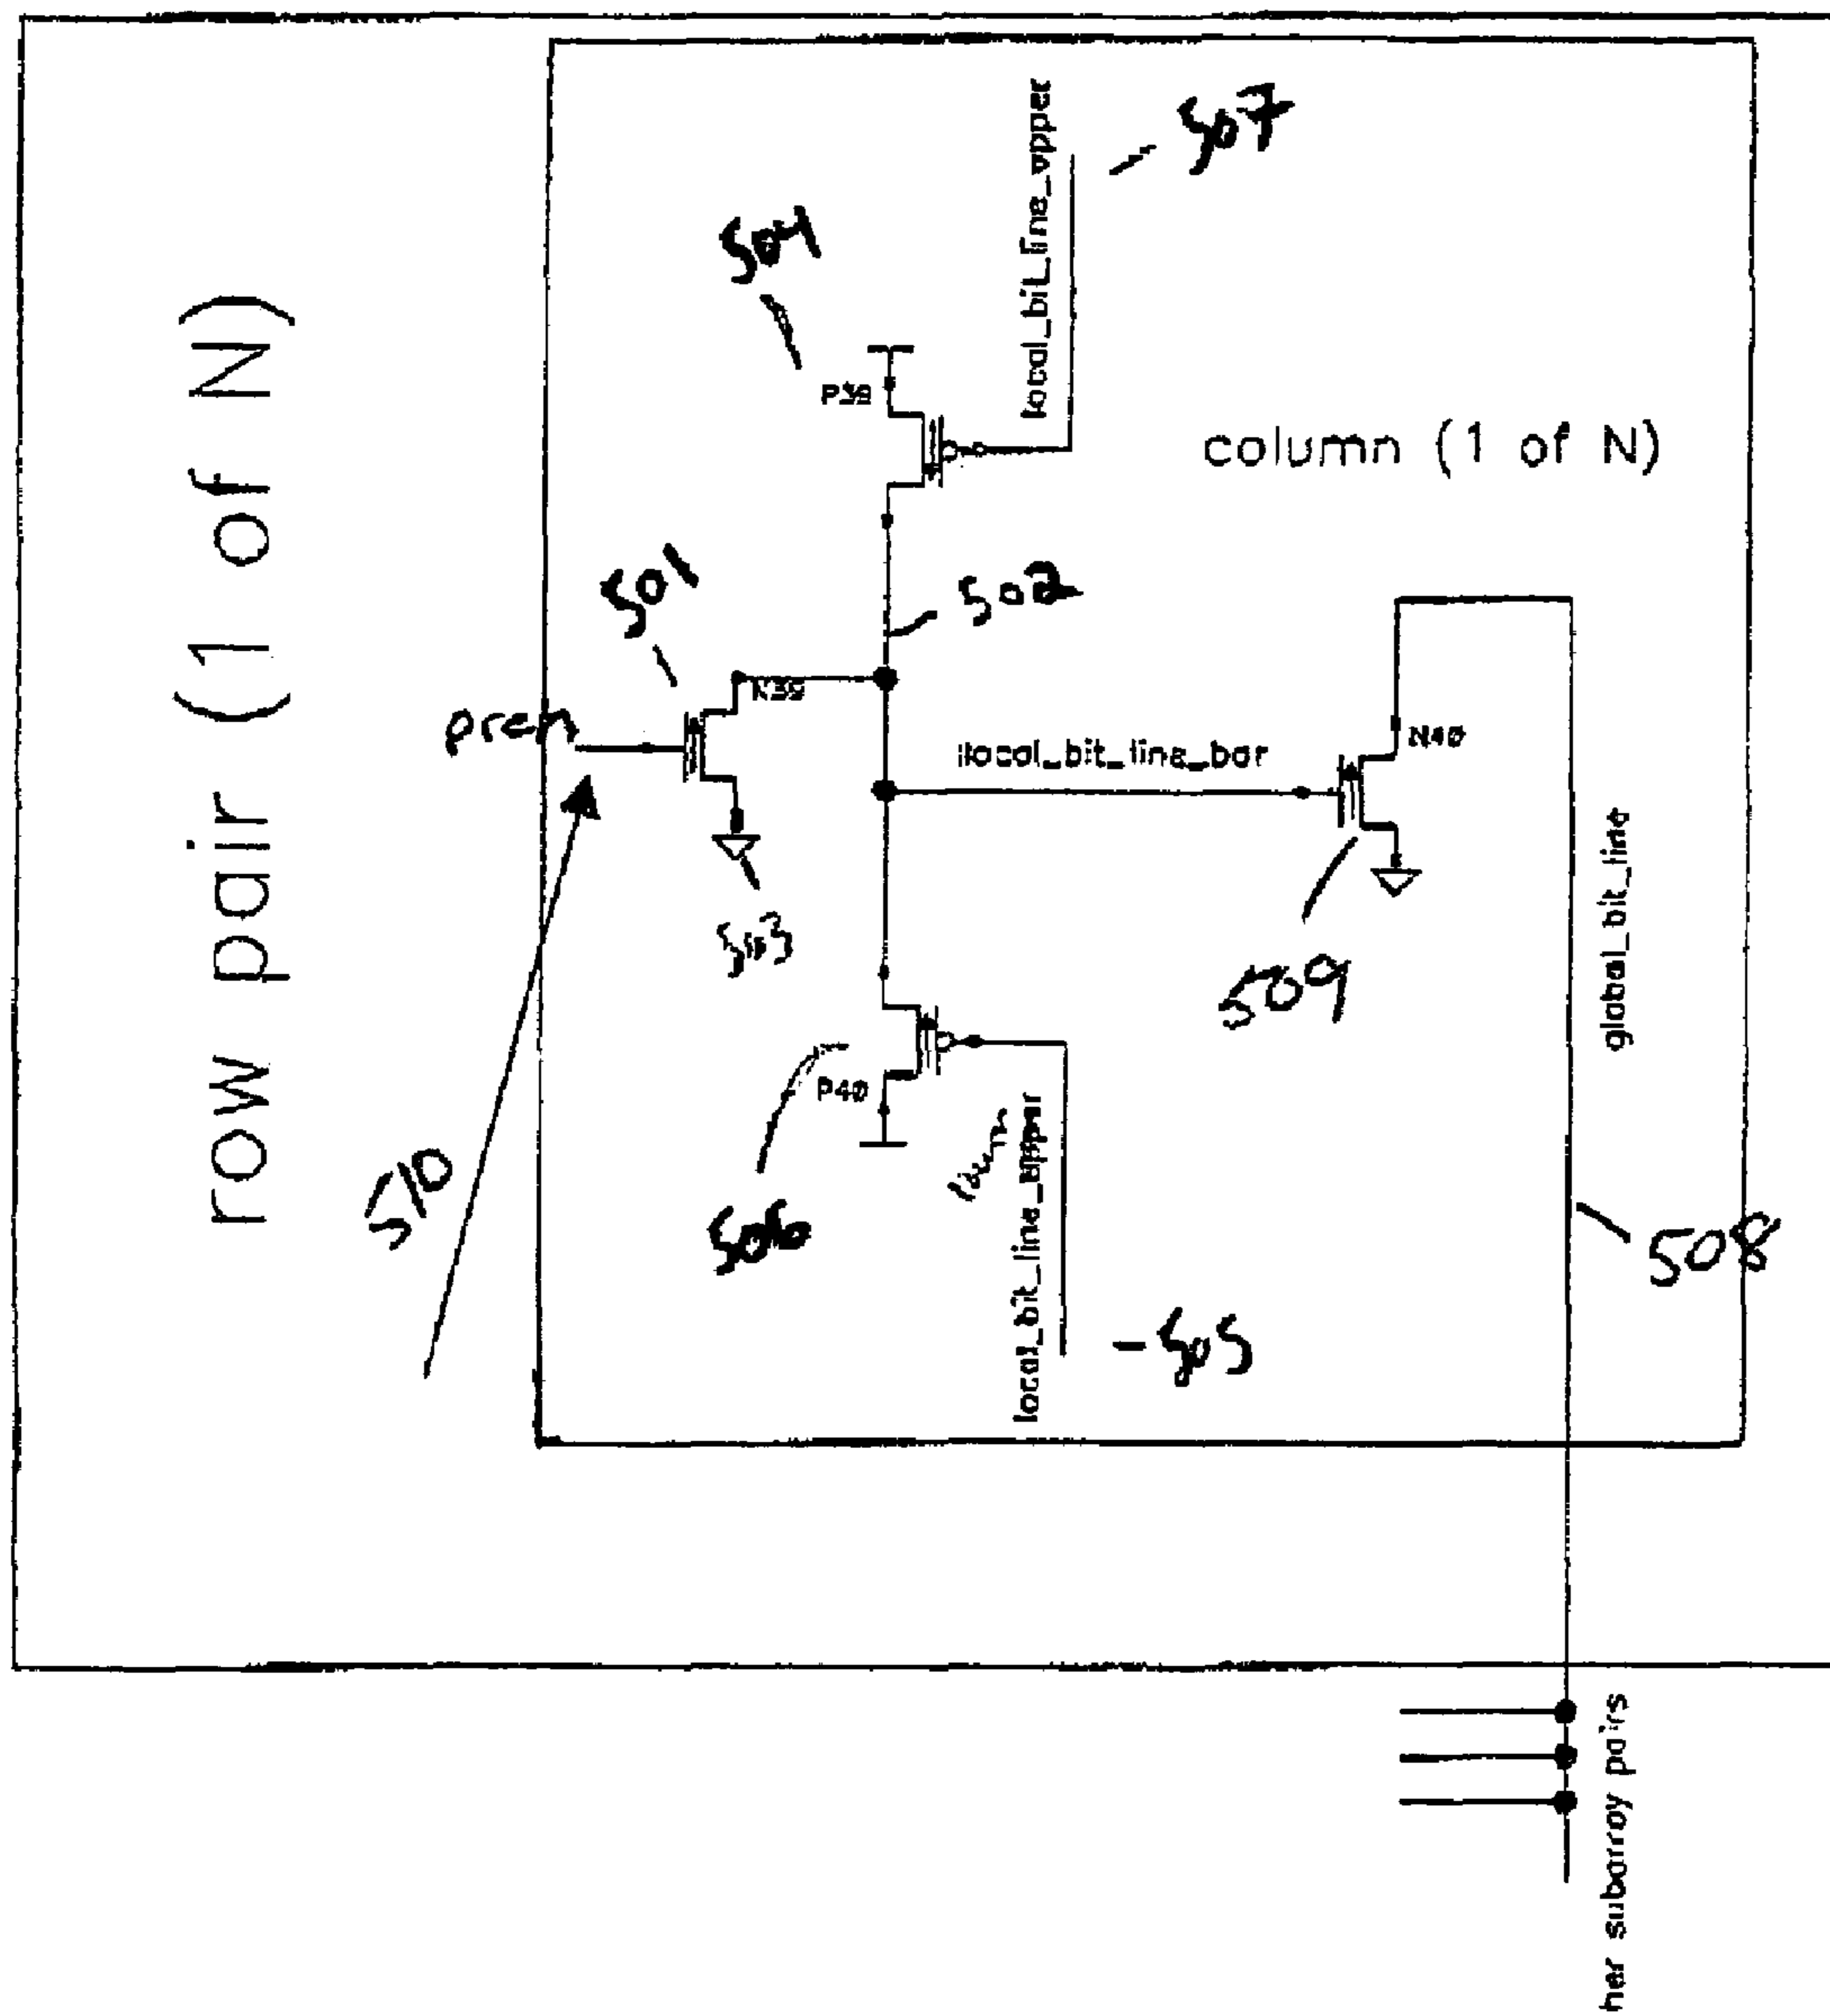 row pair (1 of N)
507
local_bit_line_upper
504
P39
column (1 of N)
501
502
N39
pren
local_bit_line_bar
N40
503
509
global_bit_line
510
506
P40
local_bit_line_upper
505
508
her subarray pairs